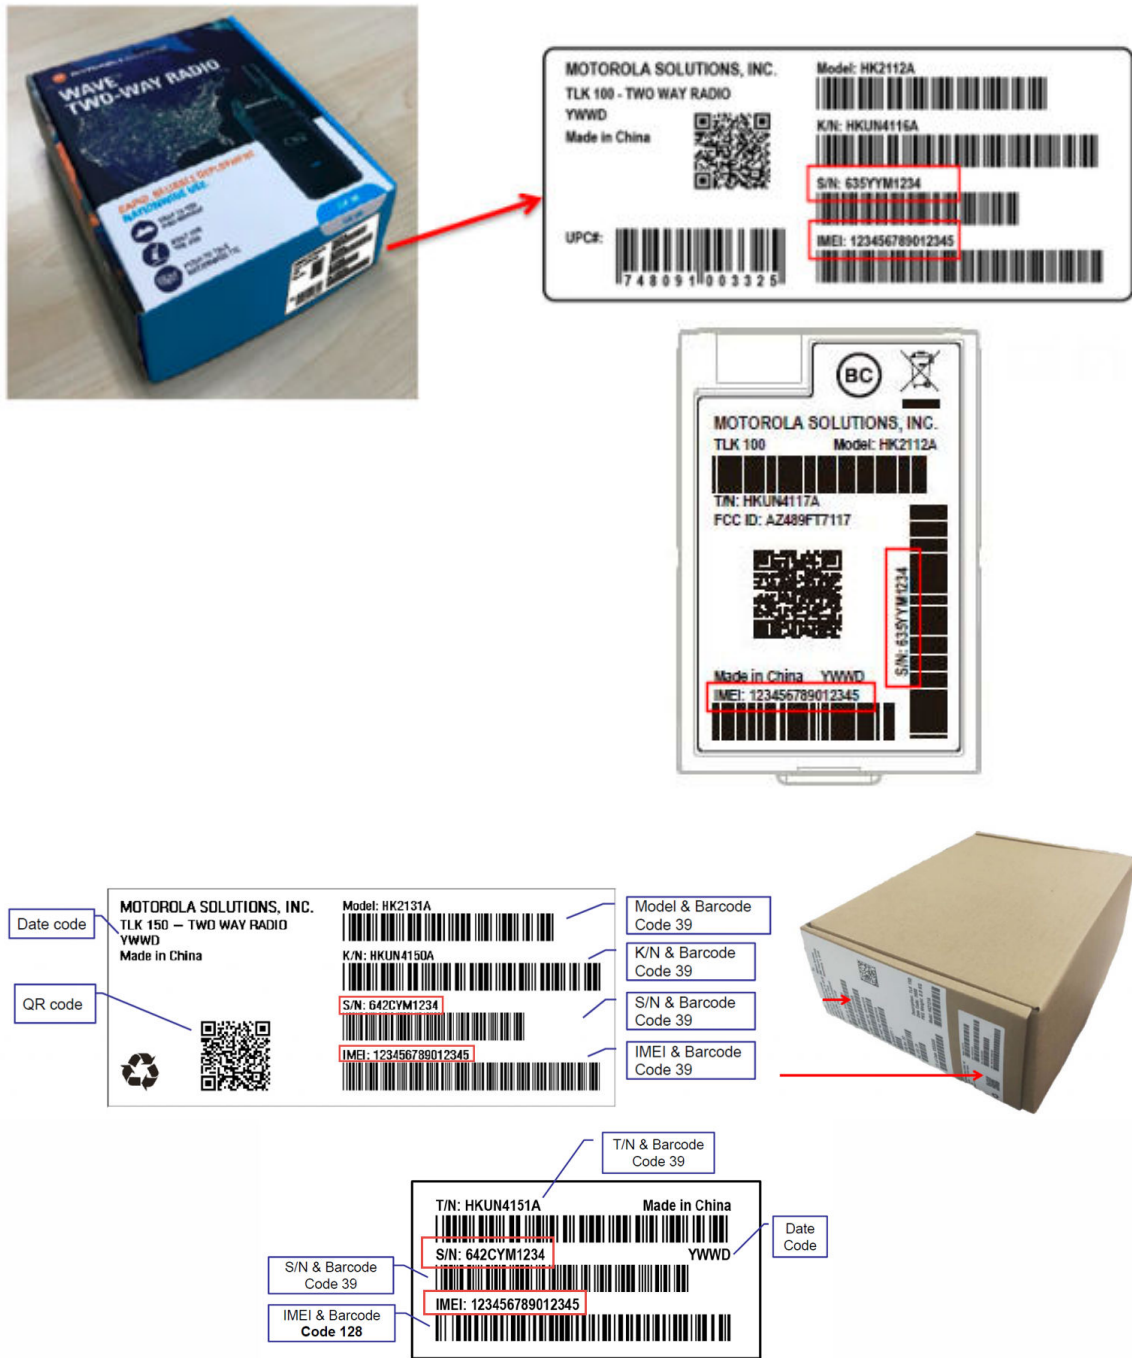 WAVE
TWO-WAY RADIO
RAPID, RELIABLE DEPLOYMENT
NATIONWIDE USE.
MOTOROLA SOLUTIONS, INC.
TLK 100 - TWO WAY RADIO
YWWD
Made in China
UPC#:
7 48091 00332 5
Model: HK2112A
K/N: HKUN4116A
S/N: 635YYM1234
IMEI: 123456789012345
BC
MOTOROLA SOLUTIONS, INC.
TLK 100 Model: HK2112A
T/N: HKUN4117A
FCC ID: AZ489FT7117
S/N: 635YYM1234
Made in China YWWD
IMEI: 123456789012345
Date code
QR code
MOTOROLA SOLUTIONS, INC.
TLK 150 – TWO WAY RADIO
YWWD
Made in China
Model: HK2131A
K/N: HKUN4150A
S/N: 642CYM1234
IMEI: 123456789012345
Model & Barcode
Code 39
K/N & Barcode
Code 39
S/N & Barcode
Code 39
IMEI & Barcode
Code 39
T/N & Barcode
Code 39
T/N: HKUN4151A Made in China
S/N: 642CYM1234 YWWD
IMEI: 123456789012345
Date
Code
S/N & Barcode
Code 39
IMEI & Barcode
Code 128